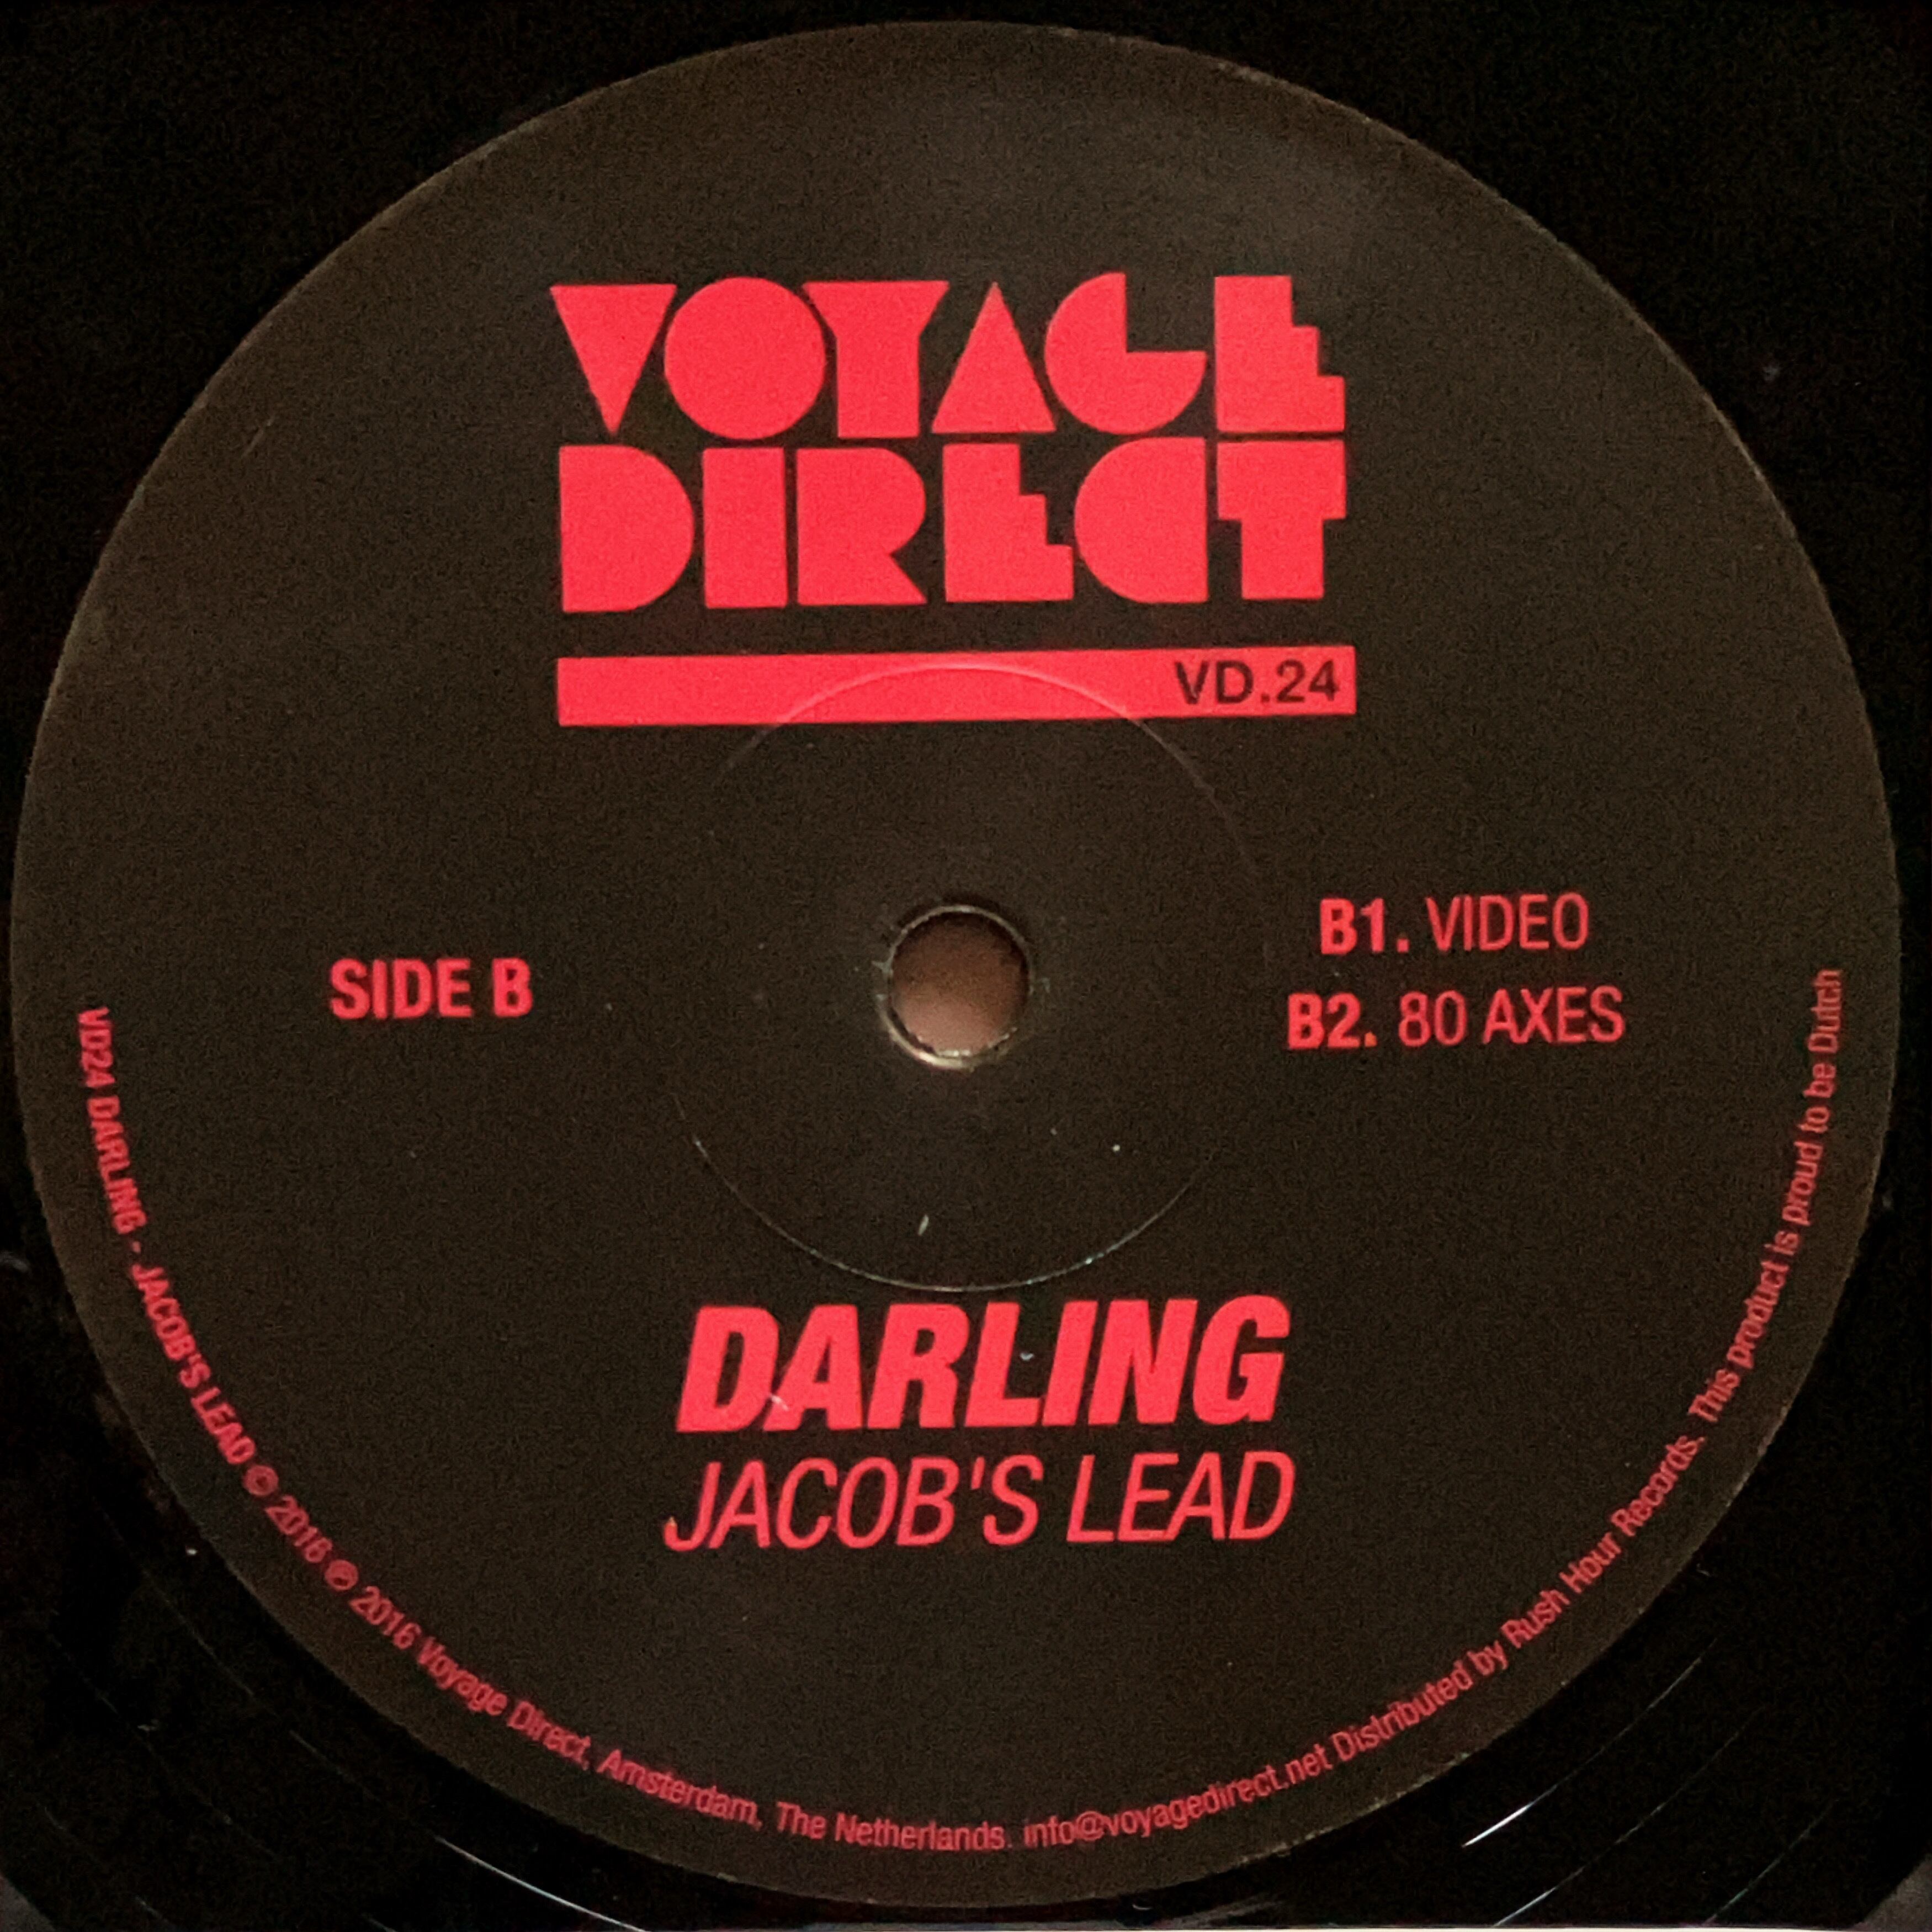 VOYAGE
DIRECT
VD.24
SIDE B
B1. VIDEO
B2. 80 AXES
DARLING
JACOB'S LEAD
VD24 DARLING - JACOB'S LEAD © 2016 ℗ 2016 Voyage Direct, Amsterdam, The Netherlands. info@voyagedirect.net Distributed by Rush Hour Records. This product is proud to be Dutch